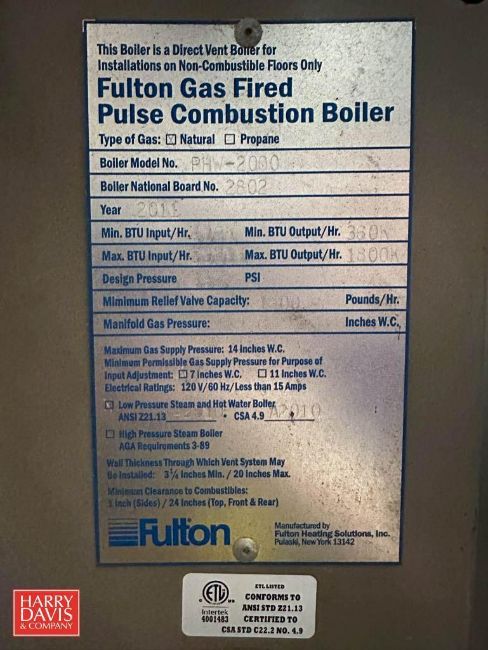 This Boiler is a Direct Vent Boiler for
Installations on Non-Combustible Floors Only
Fulton Gas Fired
Pulse Combustion Boiler
Type of Gas: ☒ Natural ☐ Propane
Boiler Model No. PHW-2000
Boiler National Board No. 2802
Year 2011
Min. BTU Input/Hr. Min. BTU Output/Hr.
Max. BTU Input/Hr. Max. BTU Output/Hr. 1800K
Design Pressure PSI
Mimimum Relief Valve Capacity: Pounds/Hr.
Manifold Gas Pressure: Inches W.C.
Maximum Gas Supply Pressure: 14 inches W.C.
Minimum Permissible Gas Supply Pressure for Purpose of
Input Adjustment: ☐ 7 inches W.C. ☐ 11 Inches W.C.
Electrical Ratings: 120 V/60 Hz/Less than 15 Amps
☒ Low Pressure Steam and Hot Water Boiler
ANSI Z21.13 • CSA 4.9 A2010
☐ High Pressure Steam Boiler
AGA Requirements 3-89
Wall Thickness Through Which Vent System May
Be Installed: 3¼ Inches Min. / 20 Inches Max.
Minimum Clearance to Combustibles:
1 Inch (Sides) / 24 Inches (Top, Front & Rear)
Fulton
Manufactured by
Fulton Heating Solutions, Inc.
Pulaski, New York 13142
ETL LISTED
CONFORMS TO
ANSI STD Z21.13
CERTIFIED TO
CSA STD C22.2 NO. 4.9
ETL
Intertek
4001483
HARRY
DAVIS
& COMPANY